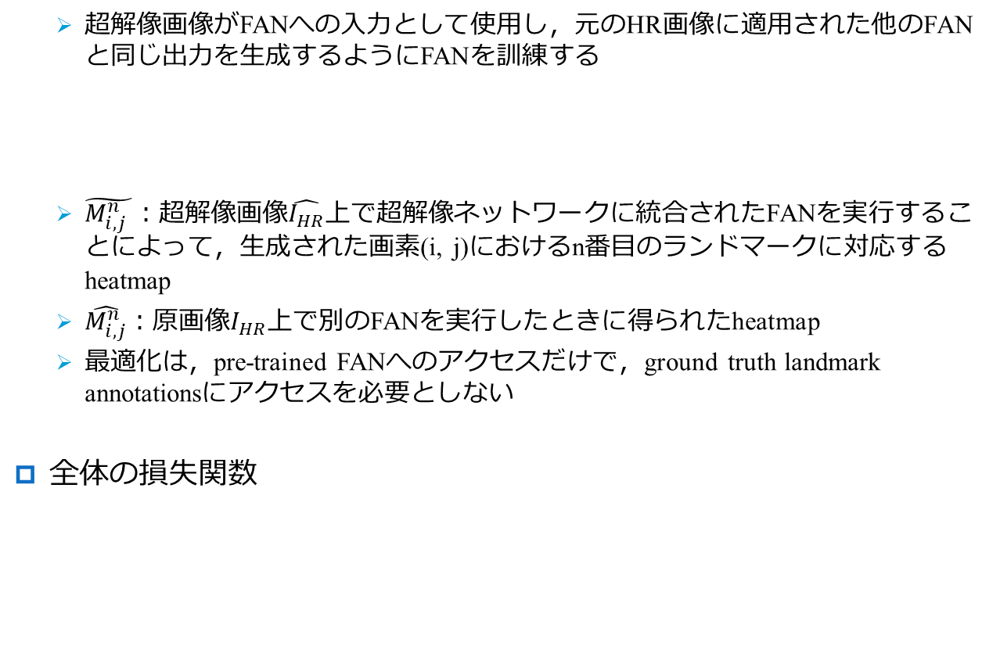 超解像画像がFANへの入力として使用し，元のHR画像に適用された他のFAN
と同じ出力を生成するようにFANを訓練する
$\widetilde{M_{i,j}^{n}}$：超解像画像$\widehat{I_{HR}}$上で超解像ネットワークに統合されたFANを実行するこ
とによって，生成された画素(i, j)におけるn番目のランドマークに対応する
heatmap
$\widehat{M_{i,j}^{n}}$：原画像$I_{HR}$上で別のFANを実行したときに得られたheatmap
最適化は，pre-trained FANへのアクセスだけで，ground truth landmark
annotationsにアクセスを必要としない
全体の損失関数